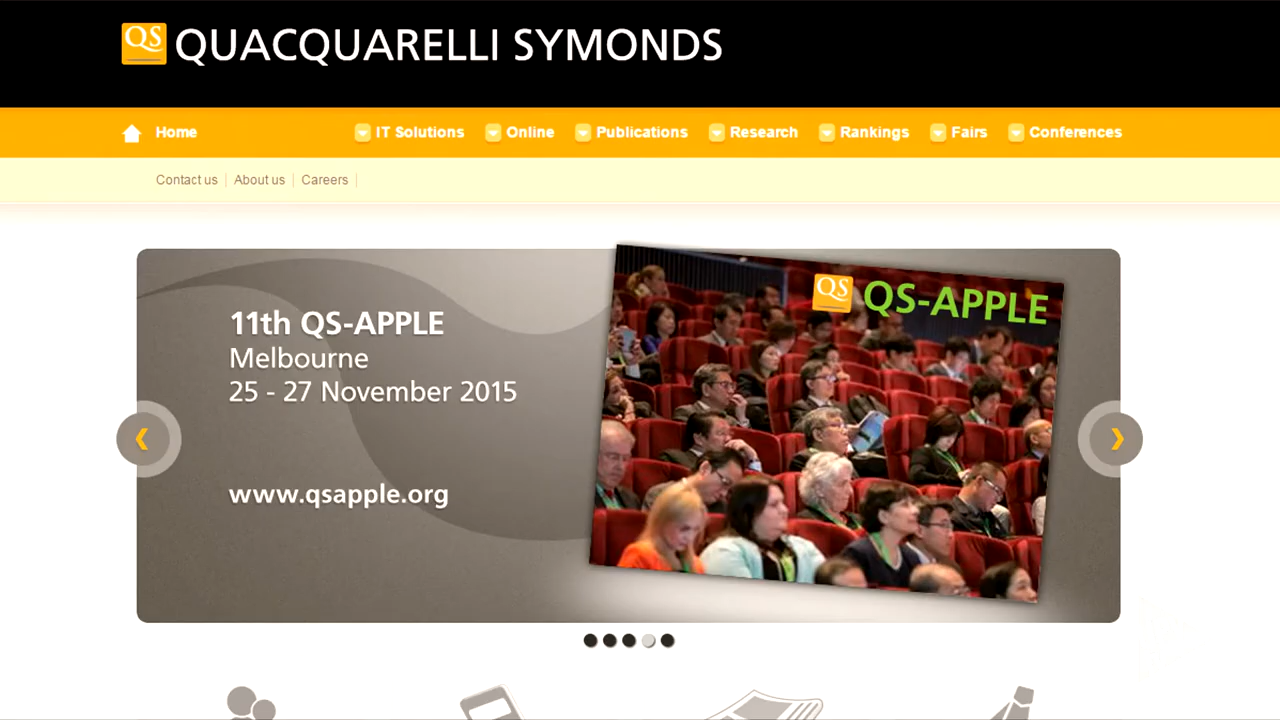 QS QUACQUARELLI SYMONDS
Home IT Solutions Online Publications Research Rankings Fairs Conferences
Contact us About us Careers
QS QS-APPLE
11th QS-APPLE
Melbourne
25 - 27 November 2015
www.qsapple.org